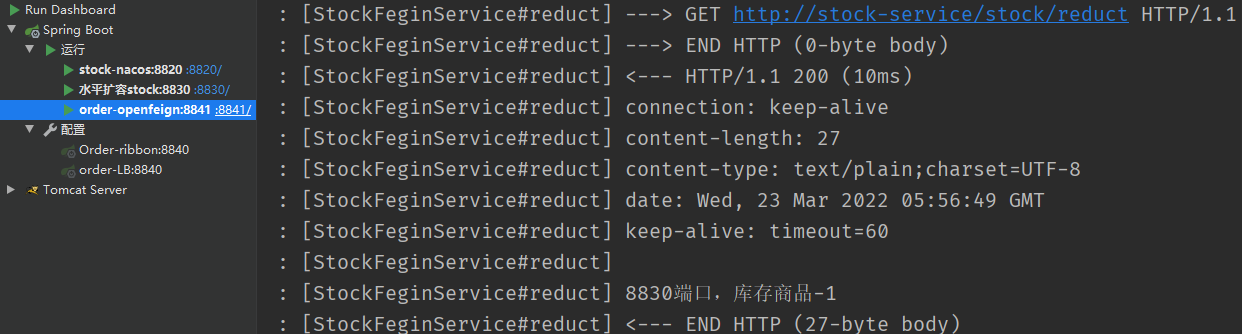 Run Dashboard
Spring Boot
运行
stock-nacos:8820 :8820/
水平扩容stock:8830 :8830/
order-openfeign:8841 :8841/
配置
Order-ribbon:8840
order-LB:8840
Tomcat Server
: [StockFeginService#reduct] ---> GET http://stock-service/stock/reduct HTTP/1.1
: [StockFeginService#reduct] ---> END HTTP (0-byte body)
: [StockFeginService#reduct] <--- HTTP/1.1 200 (10ms)
: [StockFeginService#reduct] connection: keep-alive
: [StockFeginService#reduct] content-length: 27
: [StockFeginService#reduct] content-type: text/plain;charset=UTF-8
: [StockFeginService#reduct] date: Wed, 23 Mar 2022 05:56:49 GMT
: [StockFeginService#reduct] keep-alive: timeout=60
: [StockFeginService#reduct]
: [StockFeginService#reduct] 8830端口，库存商品-1
: [StockFeginService#reduct] <--- END HTTP (27-byte body)